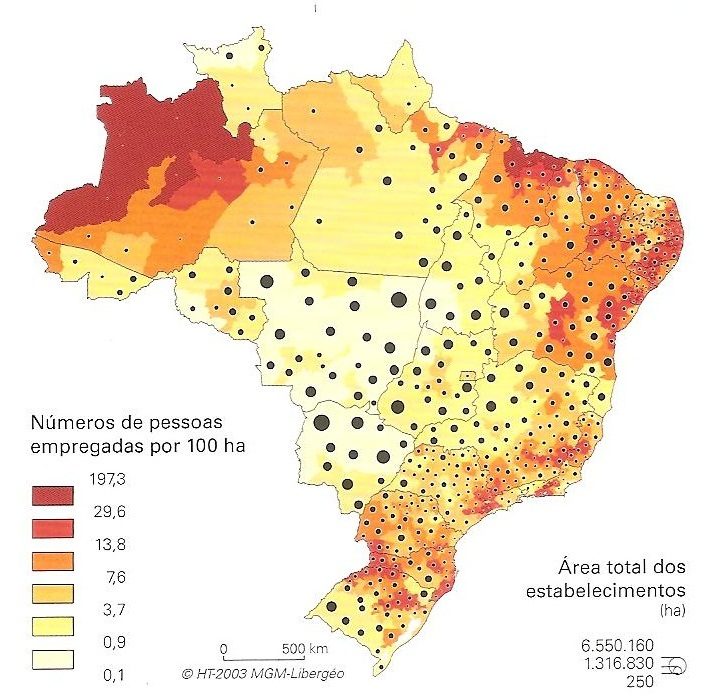 Números de pessoas
empregadas por 100 ha
197,3
29,6
13,8
7,6
3,7
0,9
0,1
0 500 km
© HT-2003 MGM-Libergéo
Área total dos
estabelecimentos
(ha)
6.550.160
1.316.830
250